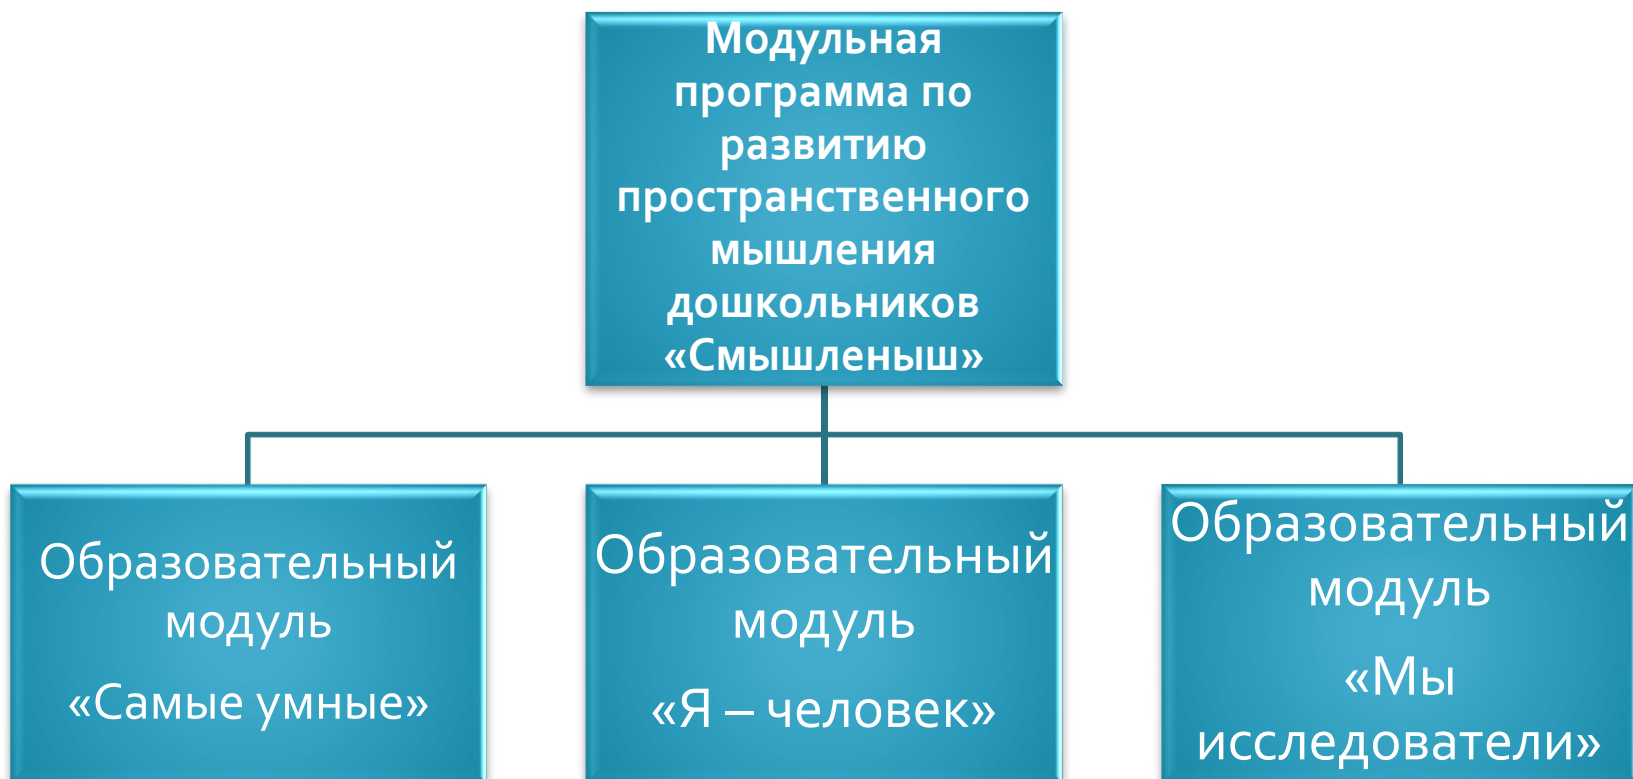 Модульная
программа по
развитию
пространственного
мышления
дошкольников
«Смышленыш»
Образовательный
модуль
«Самые умные»
Образовательный
модуль
«Я – человек»
Образовательный
модуль
«Мы
исследователи»